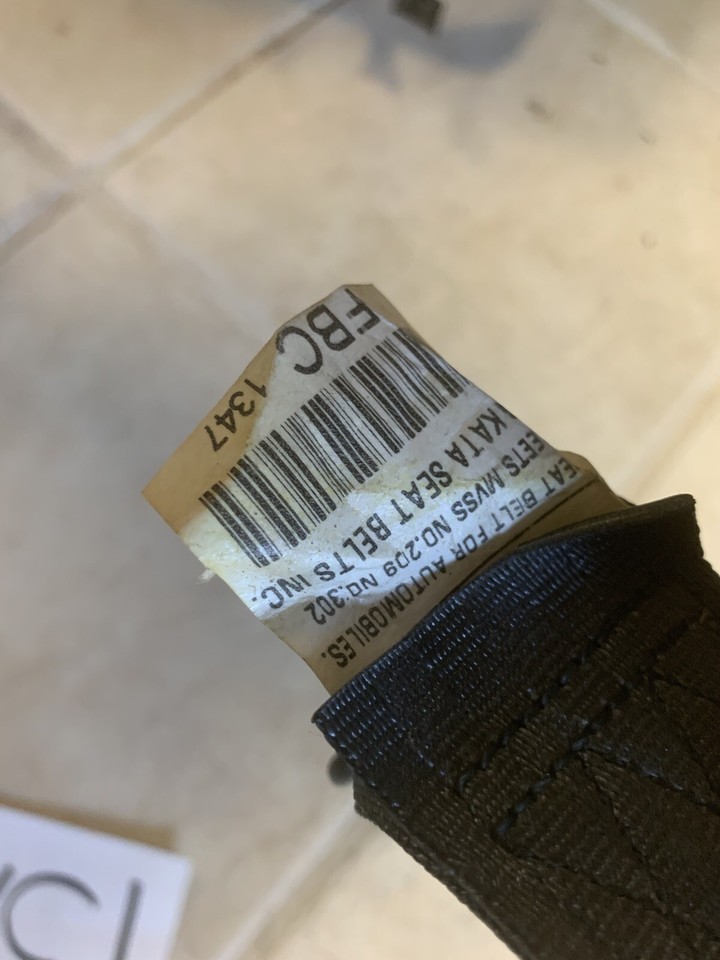 EAT BELT FOR AUTOMOBILES.
EETS MVSS NO.209 NO.302
KATA SEAT BELTS INC.
FBC 1347